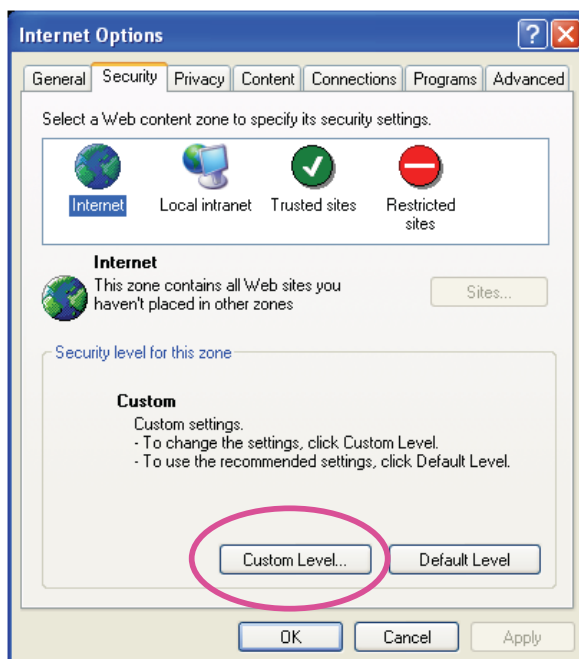 Internet Options
General Security Privacy Content Connections Programs Advanced
Select a Web content zone to specify its security settings.
Internet Local intranet Trusted sites Restricted
sites
Internet
This zone contains all Web sites you
haven't placed in other zones
Sites...
Security level for this zone
Custom
Custom settings.
- To change the settings, click Custom Level.
- To use the recommended settings, click Default Level.
Custom Level... Default Level
OK Cancel Apply